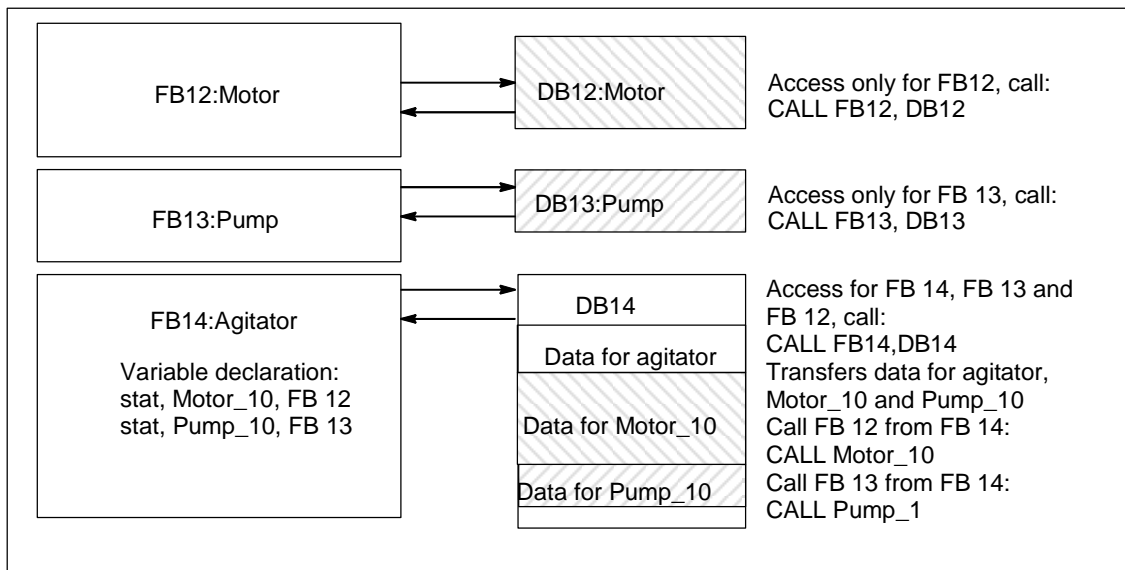 FB12:Motor
DB12:Motor
Access only for FB12, call:
CALL FB12, DB12
FB13:Pump
DB13:Pump
Access only for FB 13, call:
CALL FB13, DB13
FB14:Agitator
Variable declaration:
stat, Motor_10, FB 12
stat, Pump_10, FB 13
DB14
Data for agitator
Data for Motor_10
Data for Pump_10
Access for FB 14, FB 13 and
FB 12, call:
CALL FB14,DB14
Transfers data for agitator,
Motor_10 and Pump_10
Call FB 12 from FB 14:
CALL Motor_10
Call FB 13 from FB 14:
CALL Pump_1